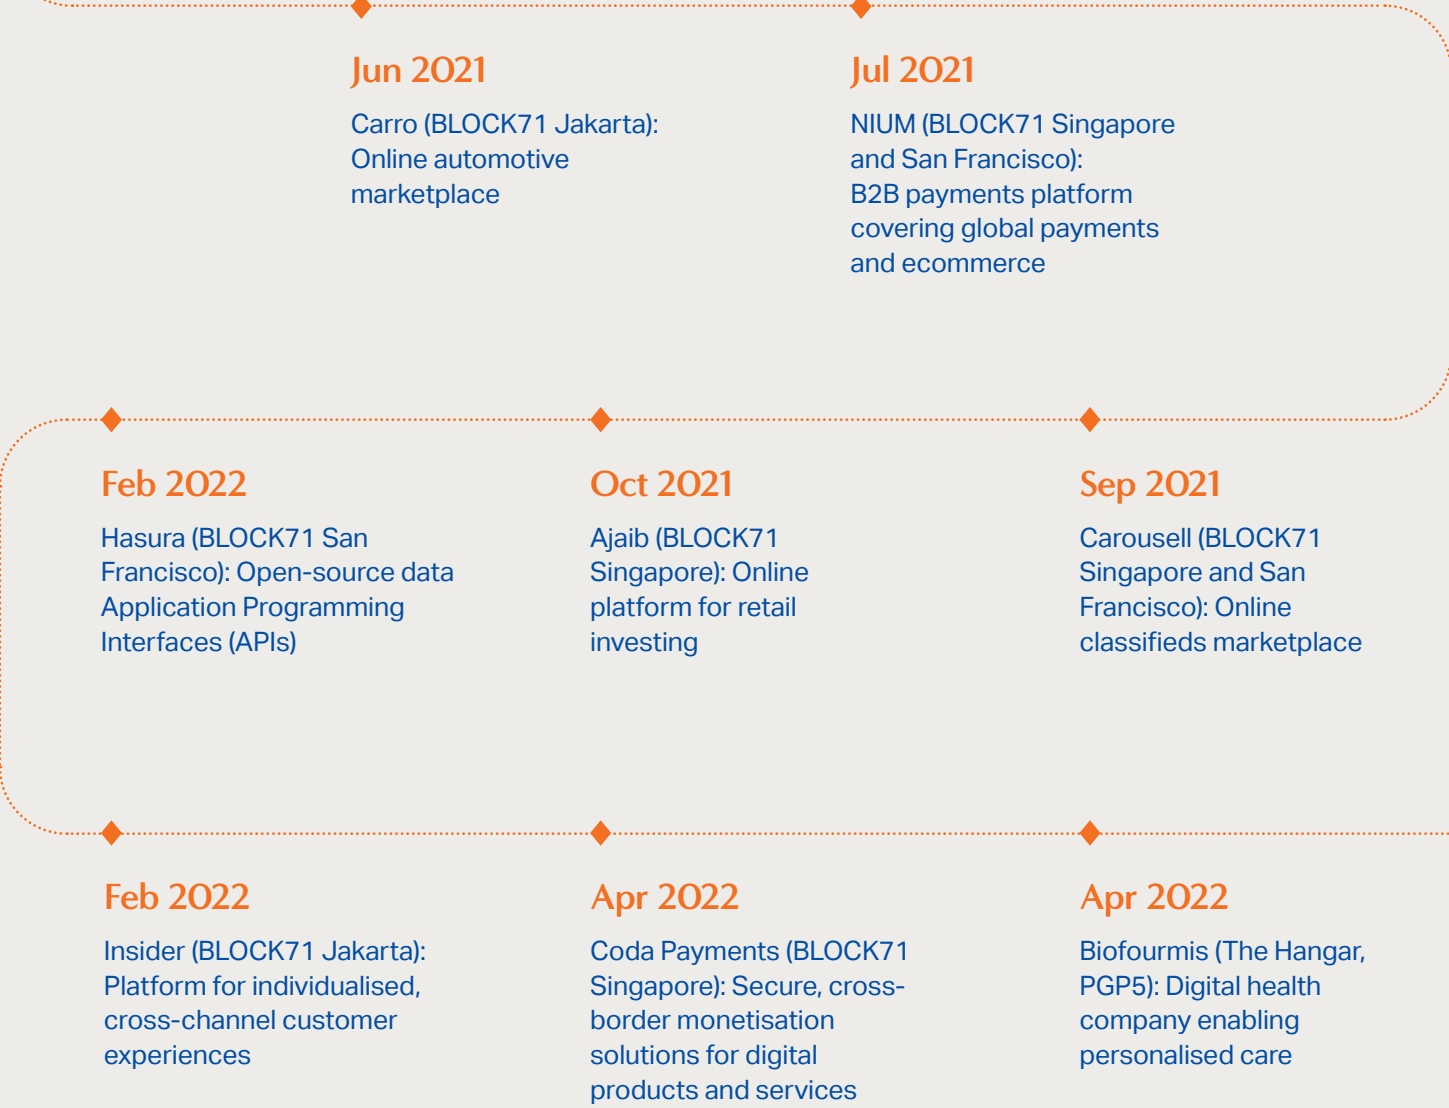 Jun 2021
Carro (BLOCK71 Jakarta):
Online automotive
marketplace
Jul 2021
NIUM (BLOCK71 Singapore
and San Francisco):
B2B payments platform
covering global payments
and ecommerce
Feb 2022
Hasura (BLOCK71 San
Francisco): Open-source data
Application Programming
Interfaces (APIs)
Oct 2021
Ajaib (BLOCK71
Singapore): Online
platform for retail
investing
Sep 2021
Carousell (BLOCK71
Singapore and San
Francisco): Online
classifieds marketplace
Feb 2022
Insider (BLOCK71 Jakarta):
Platform for individualised,
cross-channel customer
experiences
Apr 2022
Coda Payments (BLOCK71
Singapore): Secure, cross-
border monetisation
solutions for digital
products and services
Apr 2022
Biofourmis (The Hangar,
PGP5): Digital health
company enabling
personalised care